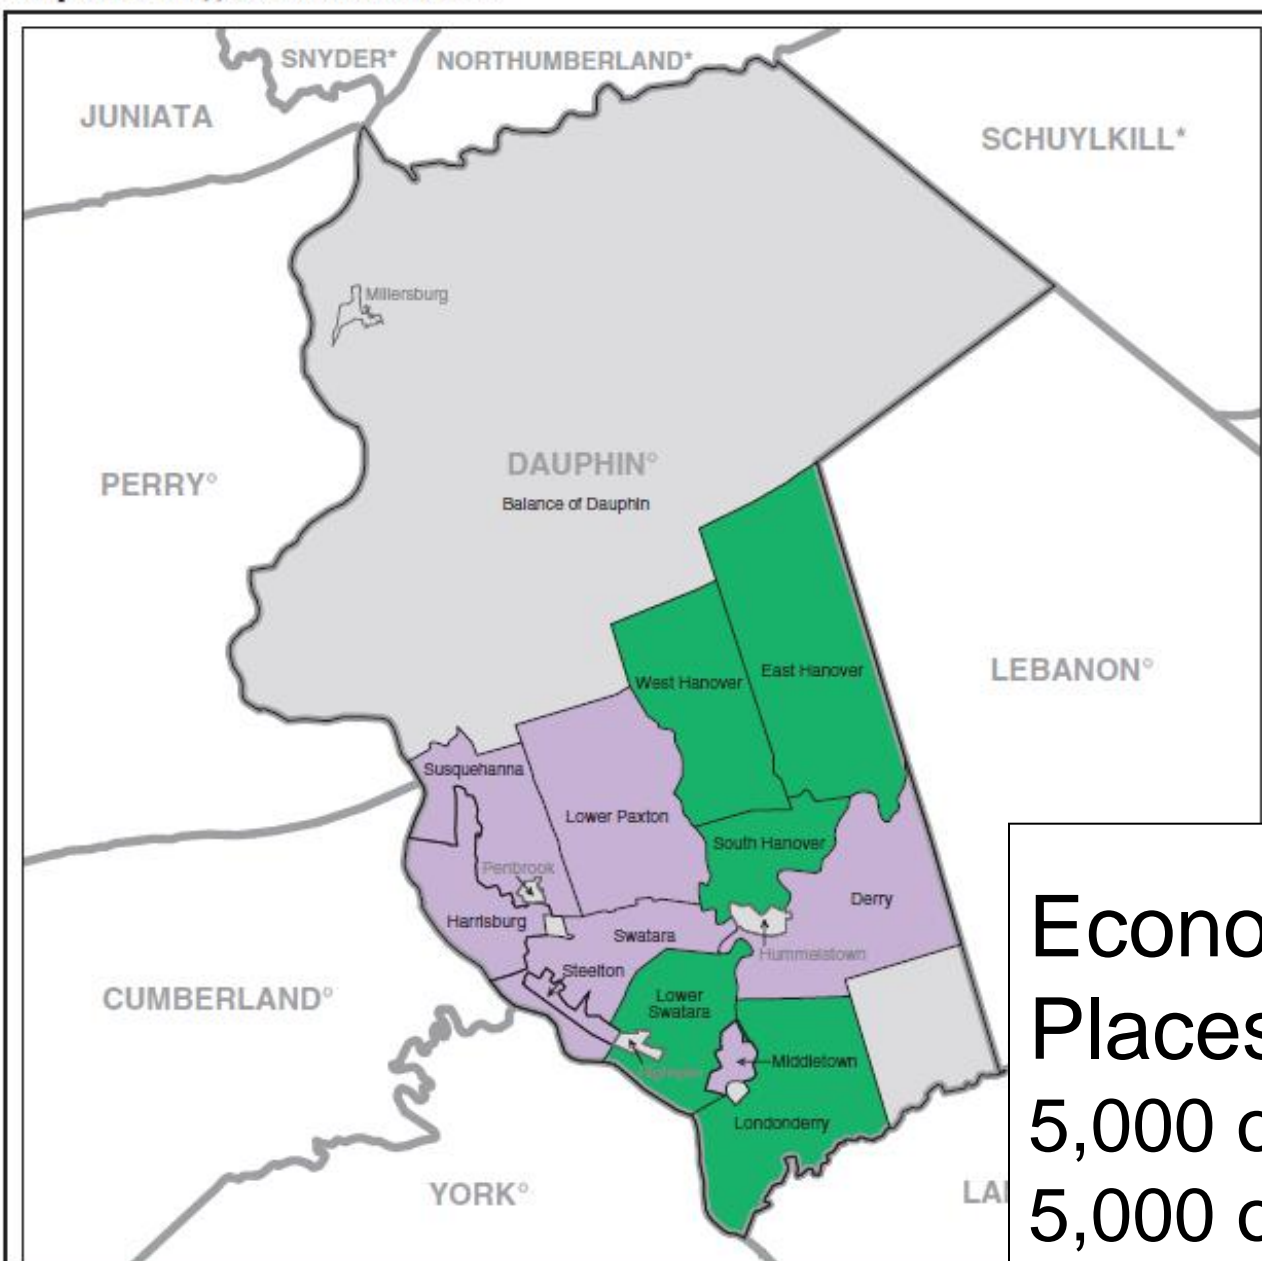 SNYDER*
NORTHUMBERLAND*
JUNIATA
SCHUYLKILL*
Millersburg
PERRY°
DAUPHIN°
Balance of Dauphin
West Hanover
East Hanover
LEBANON°
Susquehanna
Lower Paxton
South Hanover
Penbrook
Derry
Harrisburg
Swatara
Hummelstown
Steelton
CUMBERLAND°
Lower
Swatara
Middletown
Londonderry
YORK°
LA
Econo
Places
5,000 o
5,000 o